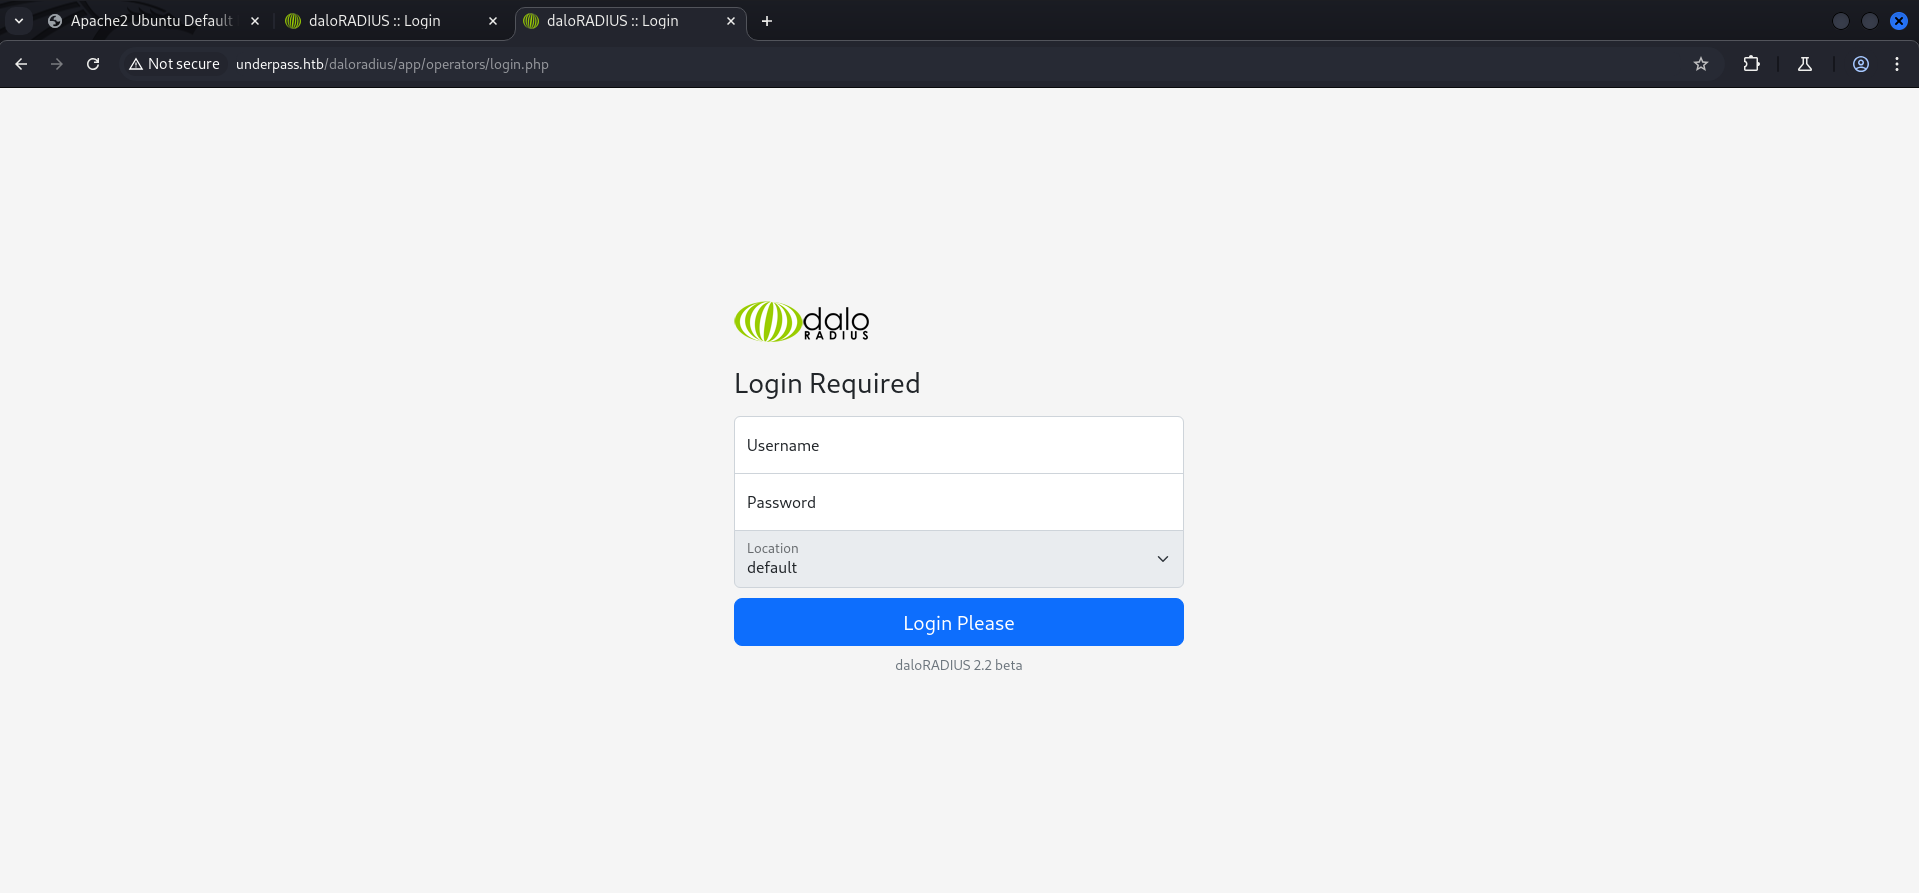 Apache2 Ubuntu Default
daloRADIUS :: Login
daloRADIUS :: Login
Not secure
underpass.htb/daloradius/app/operators/login.php
dalo
RADIUS
Login Required
Username
Password
Location
default
Login Please
daloRADIUS 2.2 beta